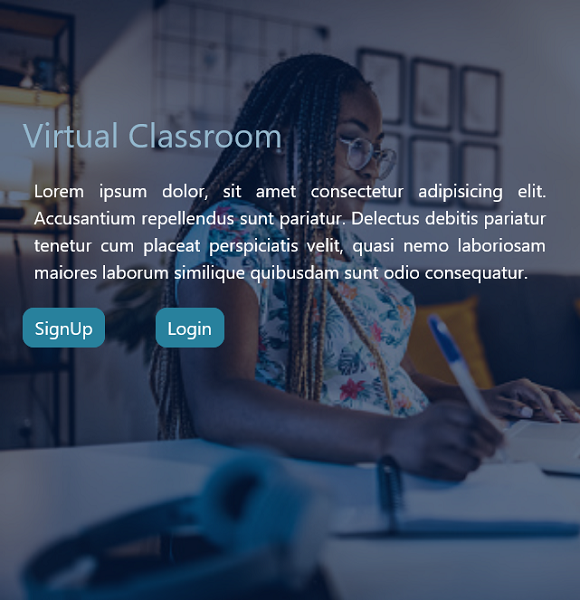 Virtual Classroom
Lorem ipsum dolor, sit amet consectetur adipisicing elit.
Accusantium repellendus sunt pariatur. Delectus debitis pariatur
tenetur cum placeat perspiciatis velit, quasi nemo laboriosam
maiores laborum similique quibusdam sunt odio consequatur.
SignUp Login